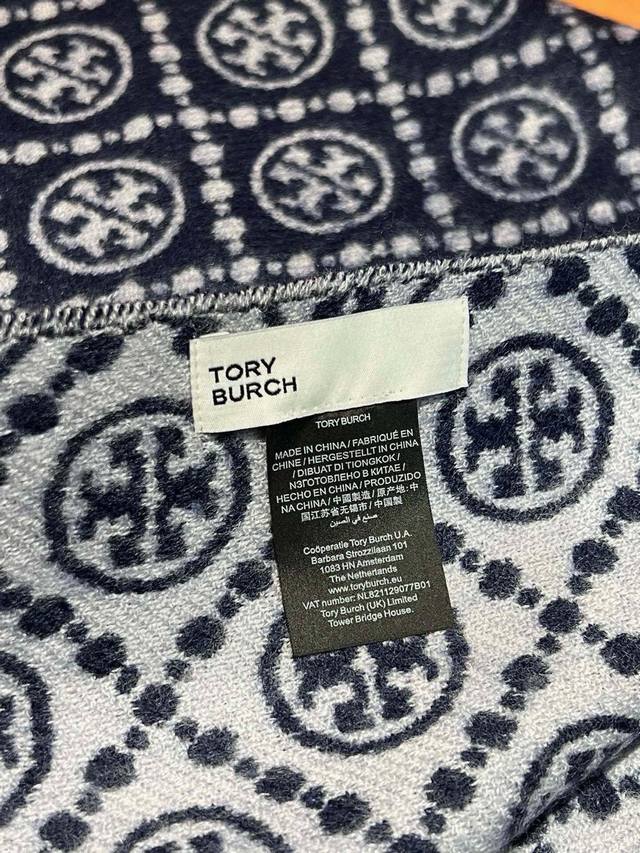 TORY
BURCH
TORY BURCH
MADE IN CHINA / FABRIQUÉ EN
CHINE / HERGESTELLT IN CHINA
/ DIBUAT DI TIONGKOK /
NЗГОТОВЛЕНО В КИТАЕ /
HECHO EN CHINA / PRODUZIDO
NA CHINA / 中國製造 / 原产地: 中
国江苏省无锡市 / 中国製
صنع في الصين
Coöperatie Tory Burch U.A.
Barbara Strozzilaan 101
1083 HN Amsterdam
The Netherlands
www.toryburch.eu
VAT number: NL821129077B01
Tory Burch (UK) Limited
Tower Bridge House.